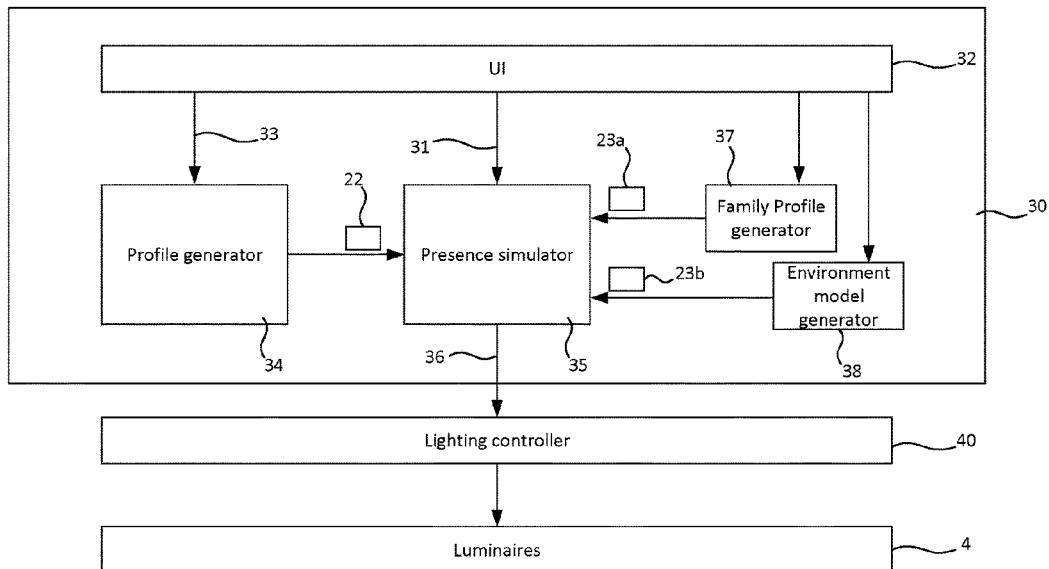 UI
32
33
31
23a
37
22
Family Profile
generator
30
Profile generator
Presence simulator
23b
Environment
model
generator
34
36
35
38
Lighting controller
40
Luminaires
4